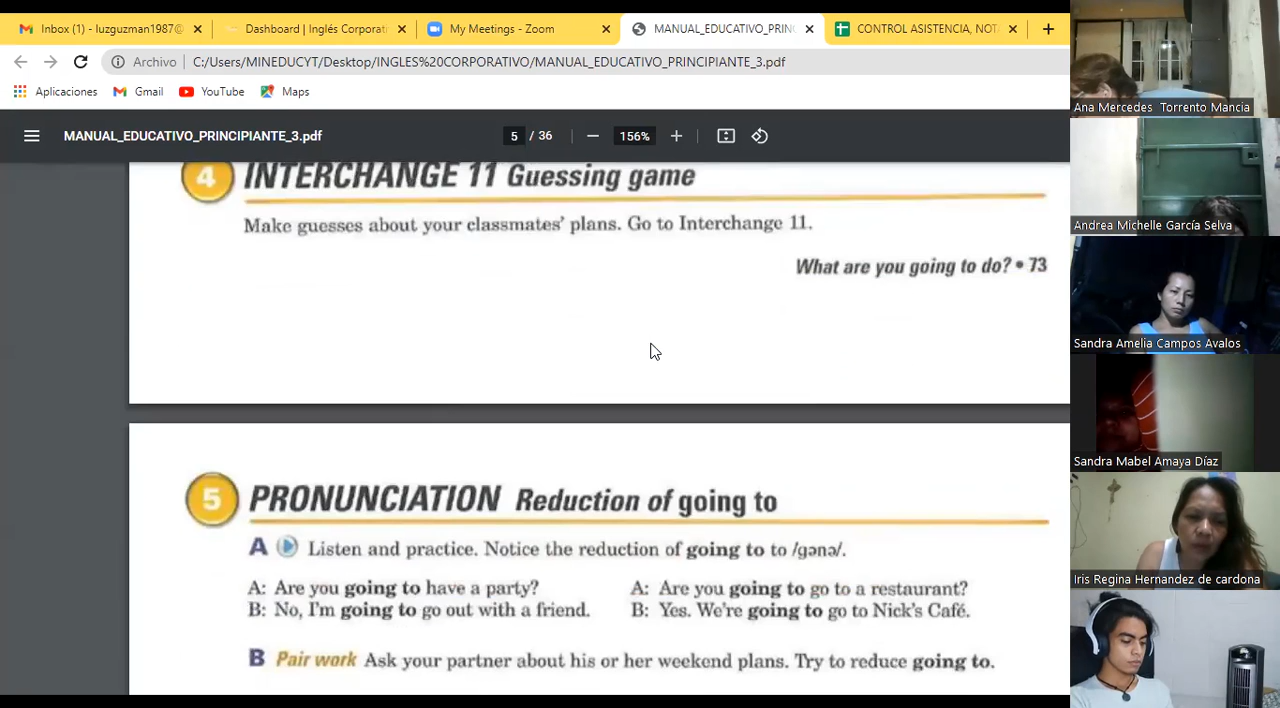 Inbox (1) - luzguzman1987@
Dashboard | Inglés Corporati
My Meetings - Zoom
MANUAL_EDUCATIVO_PRINC
CONTROL ASISTENCIA, NOT
Archivo
C:/Users/MINEDUCYT/Desktop/INGLES%20CORPORATIVO/MANUAL_EDUCATIVO_PRINCIPIANTE_3.pdf
Aplicaciones
Gmail
YouTube
Maps
MANUAL_EDUCATIVO_PRINCIPIANTE_3.pdf
5 / 36
156%
4 INTERCHANGE 11 Guessing game
Make guesses about your classmates' plans. Go to Interchange 11.
What are you going to do? • 73
5 PRONUNCIATION Reduction of going to
A Listen and practice. Notice the reduction of going to to /gənə/.
A: Are you going to have a party?
B: No, I'm going to go out with a friend.
A: Are you going to go to a restaurant?
B: Yes. We're going to go to Nick's Café.
B Pair work Ask your partner about his or her weekend plans. Try to reduce going to.
Ana Mercedes Torrento Mancia
Andrea Michelle García Selva
Sandra Amelia Campos Avalos
Sandra Mabel Amaya Díaz
Iris Regina Hernandez de cardona